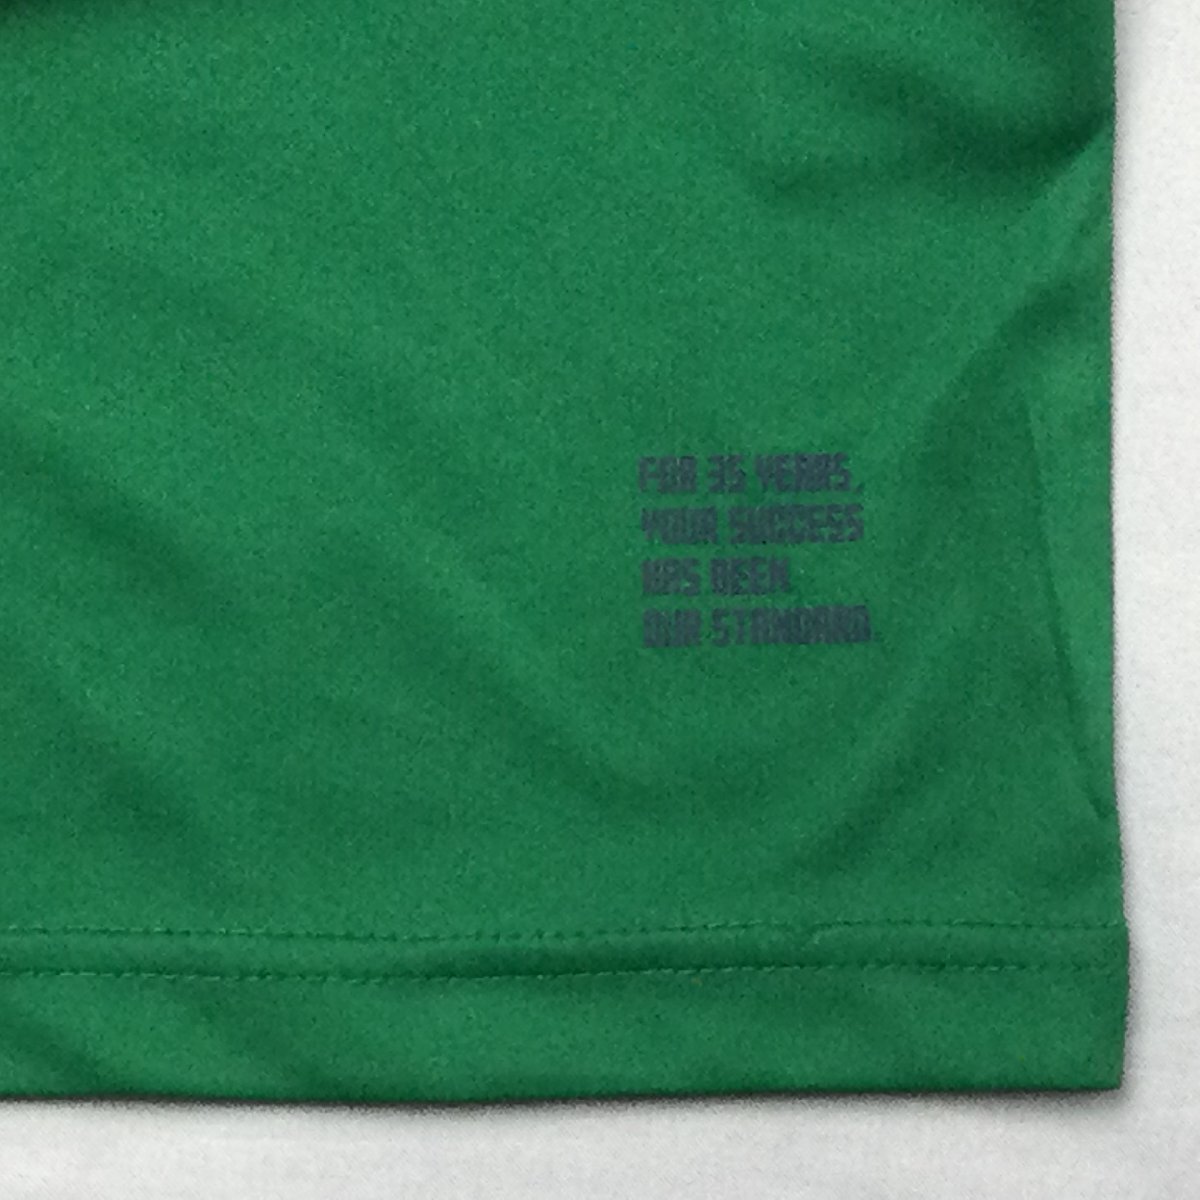 FOR 35 YEARS,
YOUR SUCCESS
HAS BEEN
OUR STANDARD